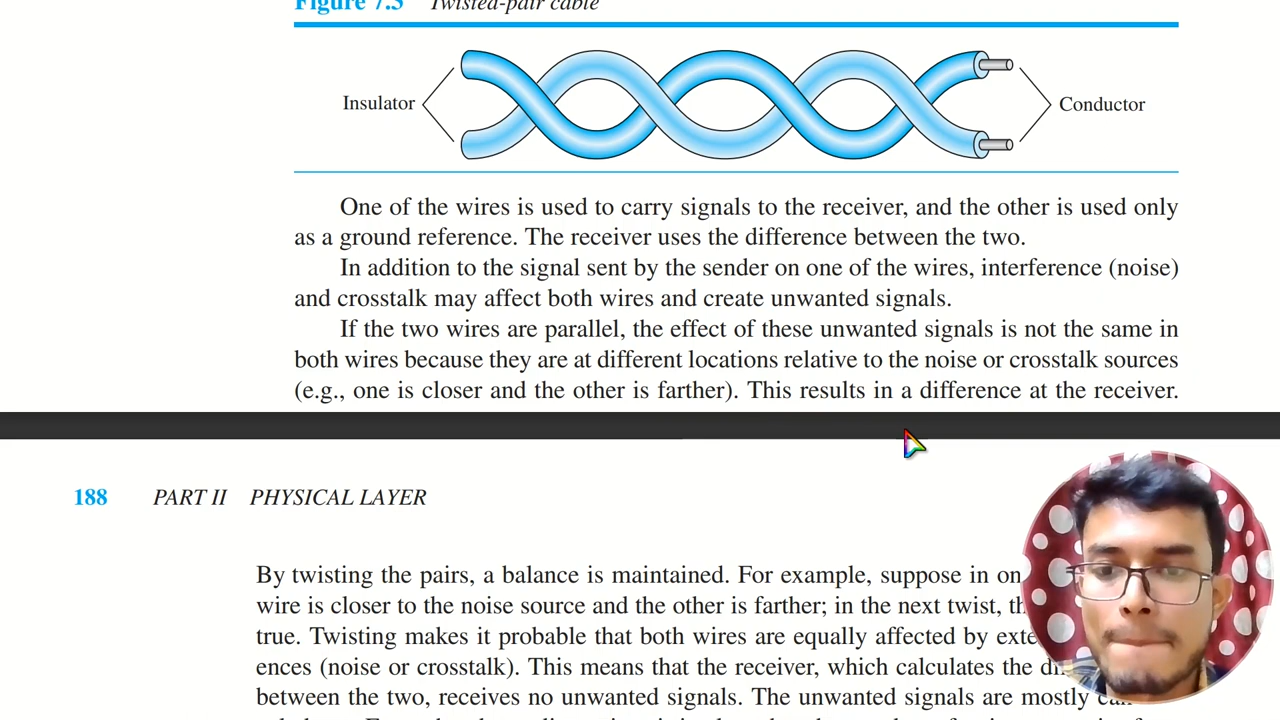 Figure 7.3 Twisted-pair cable
Insulator
Conductor
One of the wires is used to carry signals to the receiver, and the other is used only
as a ground reference. The receiver uses the difference between the two.
In addition to the signal sent by the sender on one of the wires, interference (noise)
and crosstalk may affect both wires and create unwanted signals.
If the two wires are parallel, the effect of these unwanted signals is not the same in
both wires because they are at different locations relative to the noise or crosstalk sources
(e.g., one is closer and the other is farther). This results in a difference at the receiver.
188 PART II PHYSICAL LAYER
By twisting the pairs, a balance is maintained. For example, suppose in
wire is closer to the noise source and the other is farther; in the next twist,
true. Twisting makes it probable that both wires are equally affected by
ences (noise or crosstalk). This means that the receiver, which calculates the
between the two, receives no unwanted signals. The unwanted signals are mostly